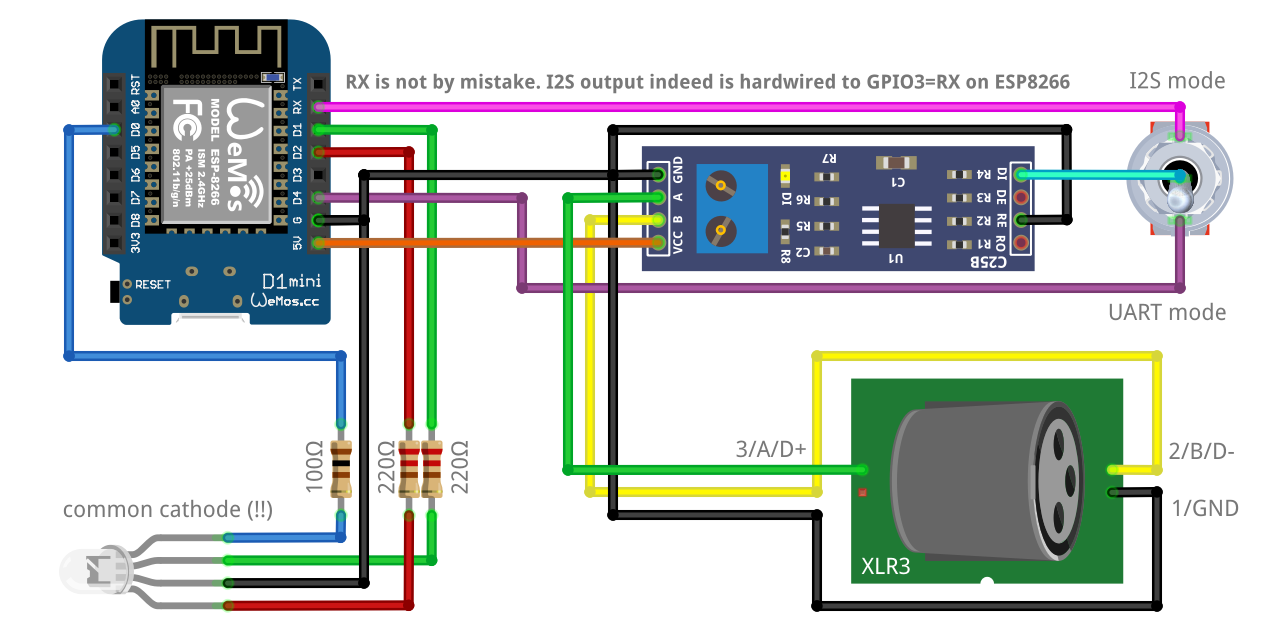 RX is not by mistake. I2S output indeed is hardwired to GPIO3=RX on ESP8266
I2S mode
UART mode
RST
A0
D0
D5
D6
D7
D8
3V3
TX
RX
D1
D2
D3
D4
G
5V
WeMos
MODEL ESP-8266
ISM 2.4GHz
PA +25dBm
802.11b/g/n
FC
RESET
D1mini
WeMos.cc
GND
A
B
VCC
R7
DI
R6
R5
R8
C2
C1
U1
R4
R3
R2
R1
DI
DE
RE
RO
C25B
100Ω
220Ω
220Ω
common cathode (!!)
3/A/D+
2/B/D-
1/GND
XLR3